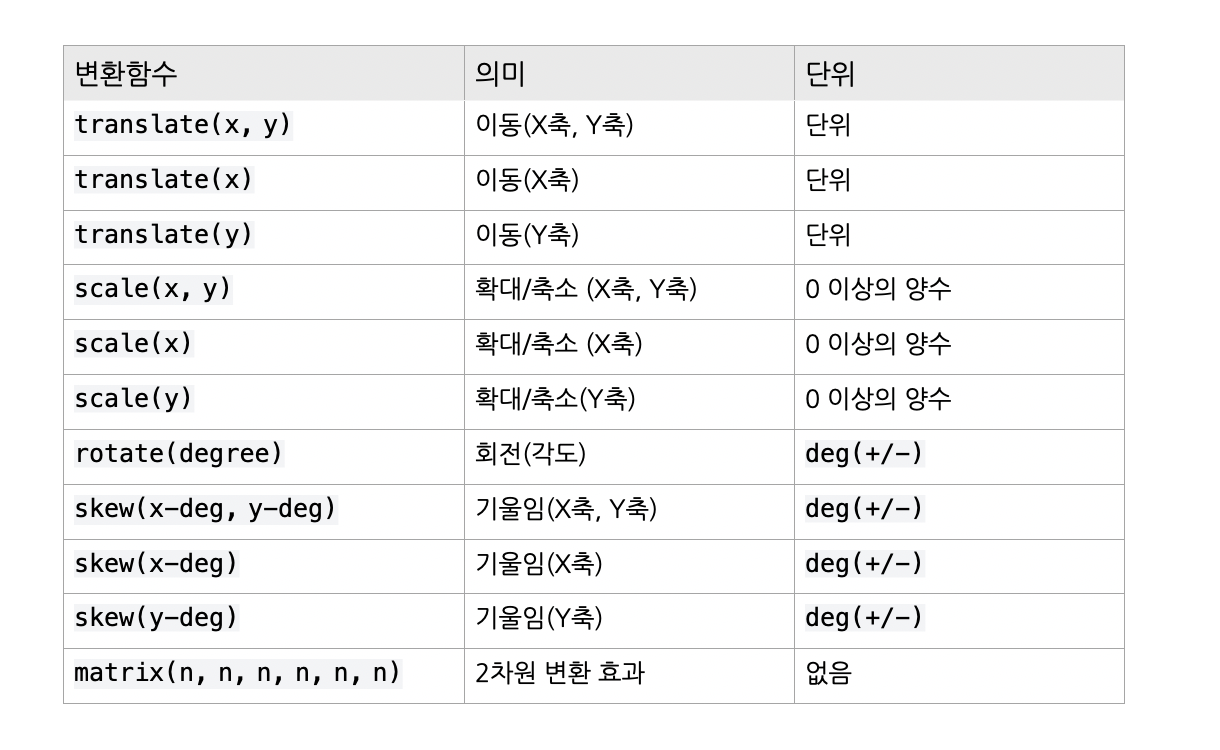 변환함수 의미 단위
translate(x, y) 이동(X축, Y축) 단위
translate(x) 이동(X축) 단위
translate(y) 이동(Y축) 단위
scale(x, y) 확대/축소 (X축, Y축) 0 이상의 양수
scale(x) 확대/축소 (X축) 0 이상의 양수
scale(y) 확대/축소(Y축) 0 이상의 양수
rotate(degree) 회전(각도) deg(+/-)
skew(x-deg, y-deg) 기울임(X축, Y축) deg(+/-)
skew(x-deg) 기울임(X축) deg(+/-)
skew(y-deg) 기울임(Y축) deg(+/-)
matrix(n, n, n, n, n, n) 2차원 변환 효과 없음